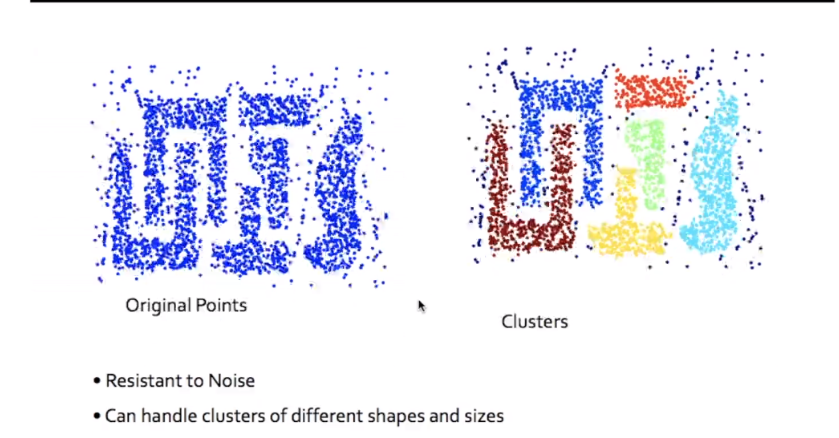 Original Points
Clusters
• Resistant to Noise
• Can handle clusters of different shapes and sizes